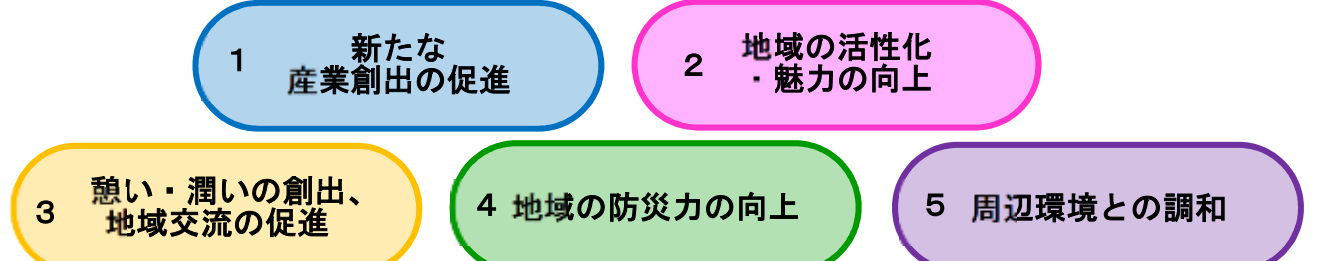 1 新たな
産業創出の促進
2 地域の活性化
・魅力の向上
3 憩い・潤いの創出、
地域交流の促進
4 地域の防災力の向上
5 周辺環境との調和